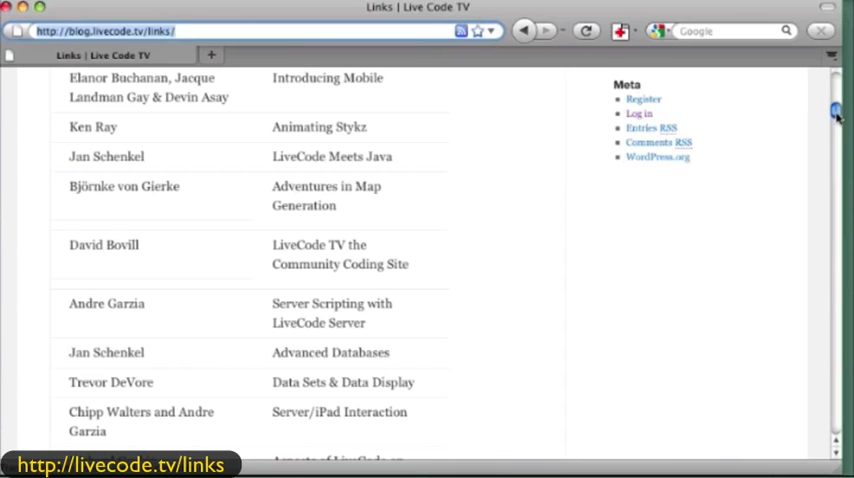 Links | Live Code TV
http://blog.livecode.tv/links/
Google
Links | Live Code TV
Elanor Buchanan, Jacque
Landman Gay & Devin Asay
Introducing Mobile
Ken Ray
Animating Stykz
Jan Schenkel
LiveCode Meets Java
Björnke von Gierke
Adventures in Map
Generation
David Bovill
LiveCode TV the
Community Coding Site
Andre Garzia
Server Scripting with
LiveCode Server
Jan Schenkel
Advanced Databases
Trevor DeVore
Data Sets & Data Display
Chipp Walters and Andre
Garzia
Server/iPad Interaction
Meta
Register
Log in
Entries RSS
Comments RSS
WordPress.org
http://livecode.tv/links